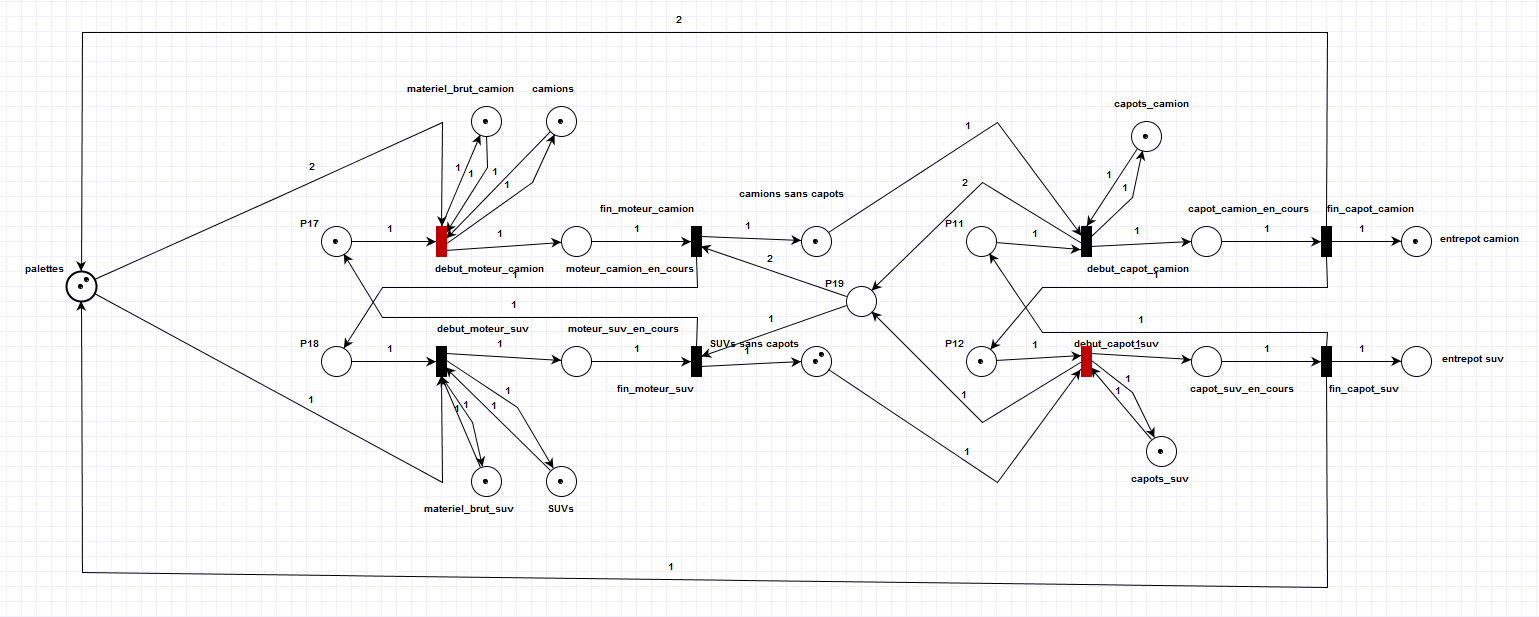 2
materiel_brut_camion
camions
capots_camion
1
2
1
1
1
1
1
1
2
camions sans capots
P17
1
1
fin_moteur_camion
1
1
P11
1
1
capot_camion_en_cours
1
fin_capot_camion
1
entrepot camion
palettes
debut_moteur_camion
1
moteur_camion_en_cours
2
P19
debut_capot_camion
1
1
1
1
debut_moteur_suv
moteur_suv_en_cours
P18
1
1
1
SUVs sans capots
1
P12
1
debut_capot1suv
1
1
entrepot suv
fin_moteur_suv
1
1
1
1
1
1
1
1
1
capot_suv_en_cours
fin_capot_suv
1
capots_suv
materiel_brut_suv
SUVs
1